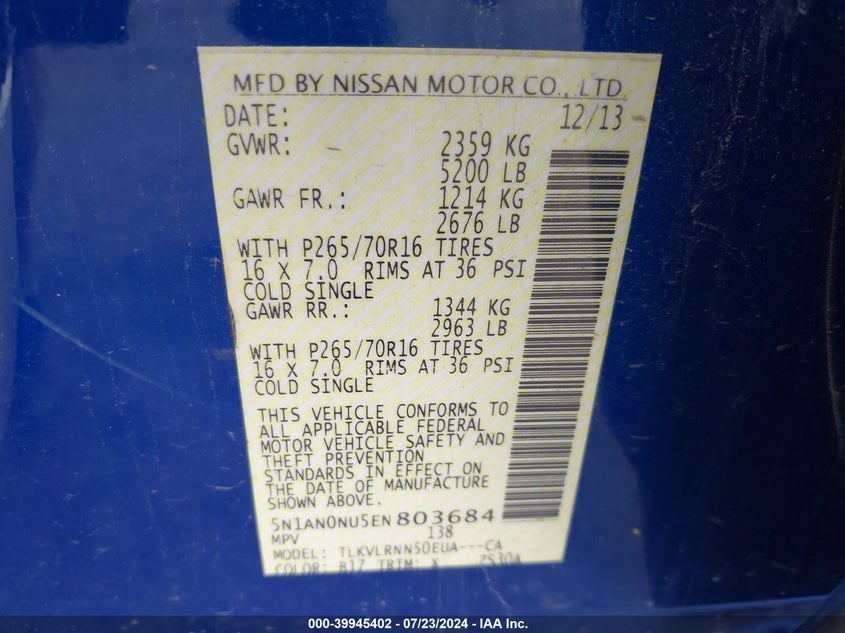 MFD BY NISSAN MOTOR CO., LTD.
DATE: 12/13
GVWR: 2359 KG
5200 LB
GAWR FR.: 1214 KG
2676 LB
WITH P265/70R16 TIRES
16 X 7.0 RIMS AT 36 PSI
COLD SINGLE
GAWR RR.: 1344 KG
2963 LB
WITH P265/70R16 TIRES
16 X 7.0 RIMS AT 36 PSI
COLD SINGLE
THIS VEHICLE CONFORMS TO
ALL APPLICABLE FEDERAL
MOTOR VEHICLE SAFETY AND
THEFT PREVENTION
STANDARDS IN EFFECT ON
THE DATE OF MANUFACTURE
SHOWN ABOVE.
5N1AN0NU5EN803684
MPV 138
MODEL: TLKVLRNN50EUA---CA
COLOR: B17 TRIM: X ZS30A
000-39945402 - 07/23/2024 - IAA Inc.